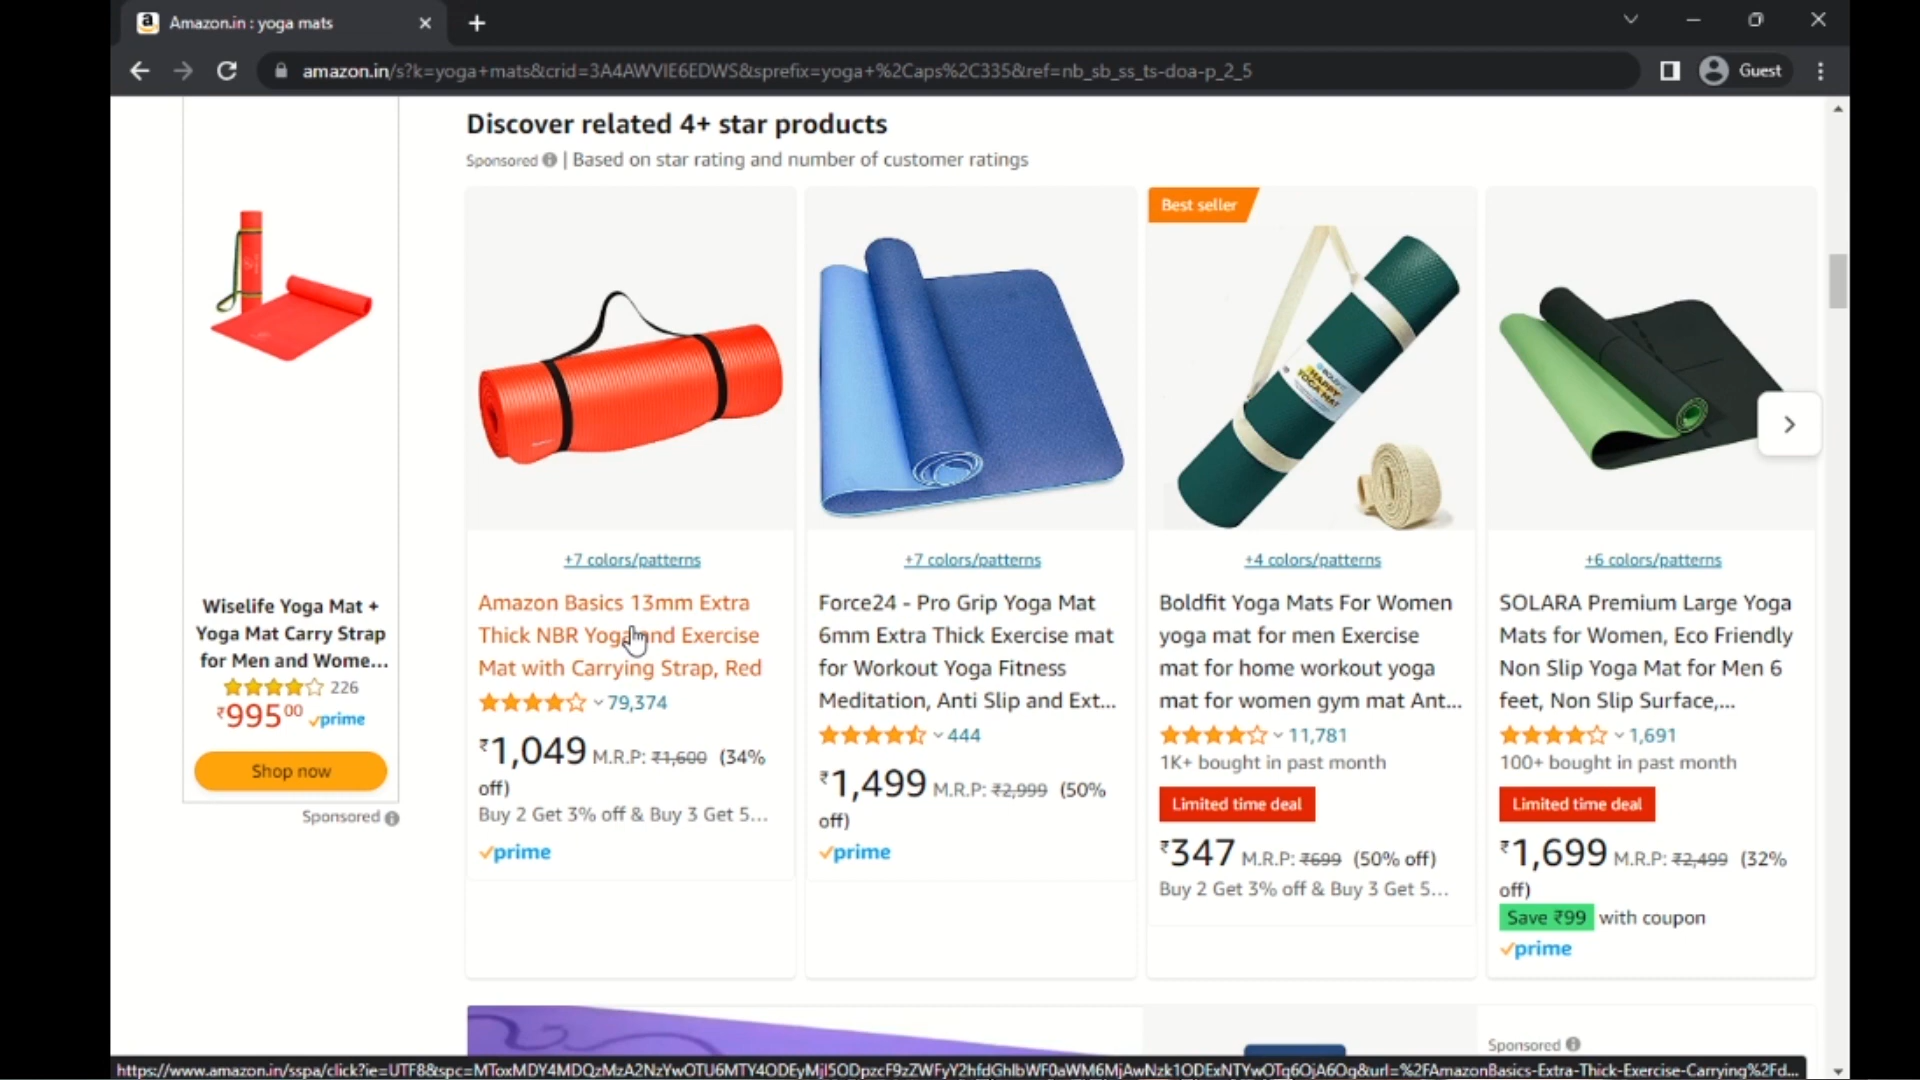 Amazon.in : yoga mats
amazon.in/s?k=yoga+mats&crid=3A4AWVIE6EDWS&sprefix=yoga+%2Caps%2C335&ref=nb_sb_ss_ts-doa-p_2_5
Guest
Discover related 4+ star products
Sponsored | Based on star rating and number of customer ratings
Wiselife Yoga Mat +
Yoga Mat Carry Strap
for Men and Wome...
226
₹995⁰⁰ prime
Shop now
Sponsored
+7 colors/patterns
Amazon Basics 13mm Extra
Thick NBR Yoga and Exercise
Mat with Carrying Strap, Red
79,374
₹1,049 M.R.P: ₹1,600 (34%
off)
Buy 2 Get 3% off & Buy 3 Get 5...
prime
+7 colors/patterns
Force24 - Pro Grip Yoga Mat
6mm Extra Thick Exercise mat
for Workout Yoga Fitness
Meditation, Anti Slip and Ext...
444
₹1,499 M.R.P: ₹2,999 (50%
off)
prime
Best seller
HAPPY
YOGA MAT
+4 colors/patterns
Boldfit Yoga Mats For Women
yoga mat for men Exercise
mat for home workout yoga
mat for women gym mat Ant...
11,781
1K+ bought in past month
Limited time deal
₹347 M.R.P: ₹699 (50% off)
Buy 2 Get 3% off & Buy 3 Get 5...
+6 colors/patterns
SOLARA Premium Large Yoga
Mats for Women, Eco Friendly
Non Slip Yoga Mat for Men 6
feet, Non Slip Surface,...
1,691
100+ bought in past month
Limited time deal
₹1,699 M.R.P: ₹2,499 (32%
off)
Save ₹99 with coupon
prime
Sponsored